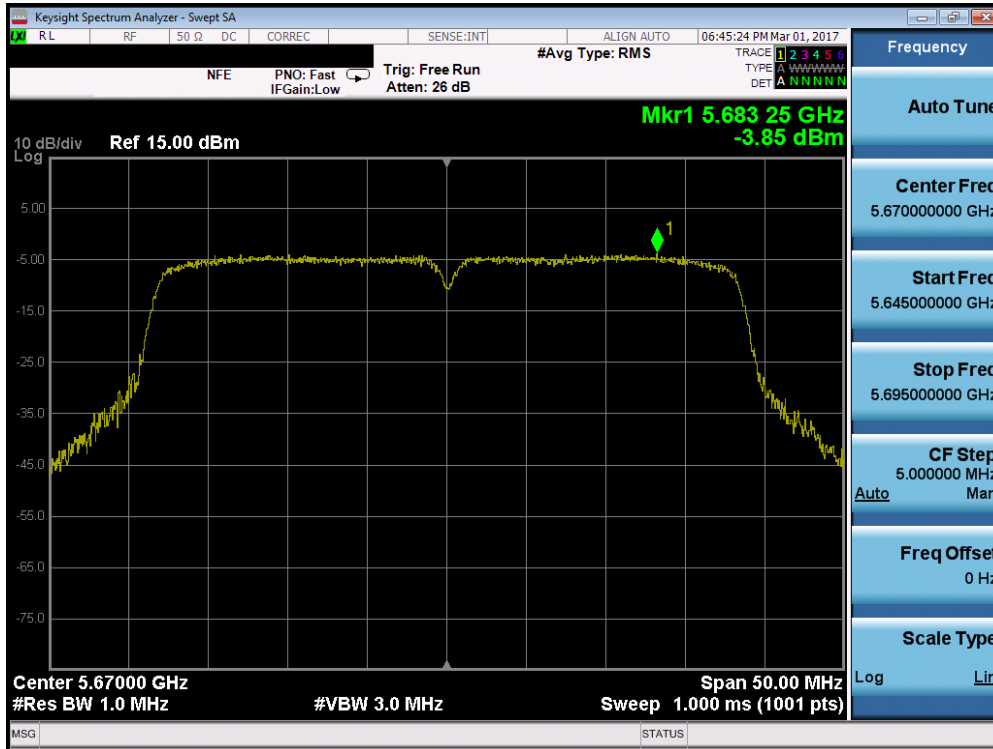 Keysight Spectrum Analyzer - Swept SA
LXI RL RF 50 Ω DC CORREC SENSE:INT ALIGN AUTO 06:45:24 PM Mar 01, 2017
NFE PNO: Fast Trig: Free Run #Avg Type: RMS TRACE 1 2 3 4 5 6
IFGain:Low Atten: 26 dB TYPE A WWWWW
DET A N N N N N
Mkr1 5.683 25 GHz
-3.85 dBm
10 dB/div Ref 15.00 dBm
Log
1
5.00
-5.00
-15.0
-25.0
-35.0
-45.0
-55.0
-65.0
-75.0
Center 5.67000 GHz Span 50.00 MHz
#Res BW 1.0 MHz #VBW 3.0 MHz Sweep 1.000 ms (1001 pts)
MSG STATUS
Frequency
Auto Tune
Center Freq
5.670000000 GHz
Start Freq
5.645000000 GHz
Stop Freq
5.695000000 GHz
CF Step
5.000000 MHz
Auto Man
Freq Offset
0 Hz
Scale Type
Log Lin